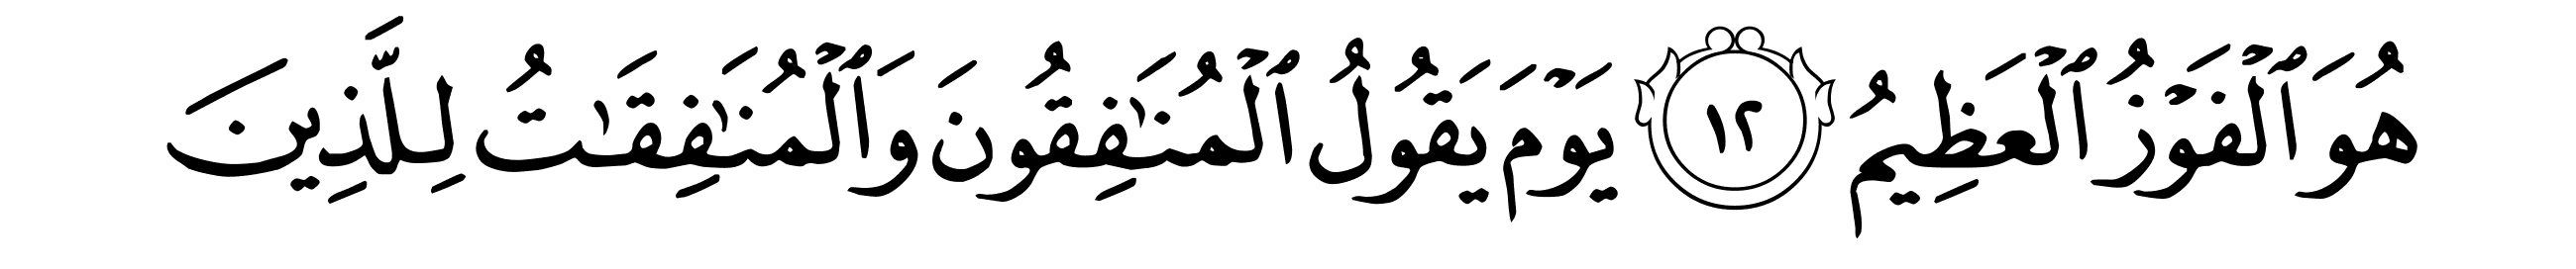 هُوَ ٱلْفَوْزُ ٱلْعَظِيمُ ١٢ يَوْمَ يَقُولُ ٱلْمُنَـٰفِقُونَ وَٱلْمُنَـٰفِقَـٰتُ لِلَّذِينَ